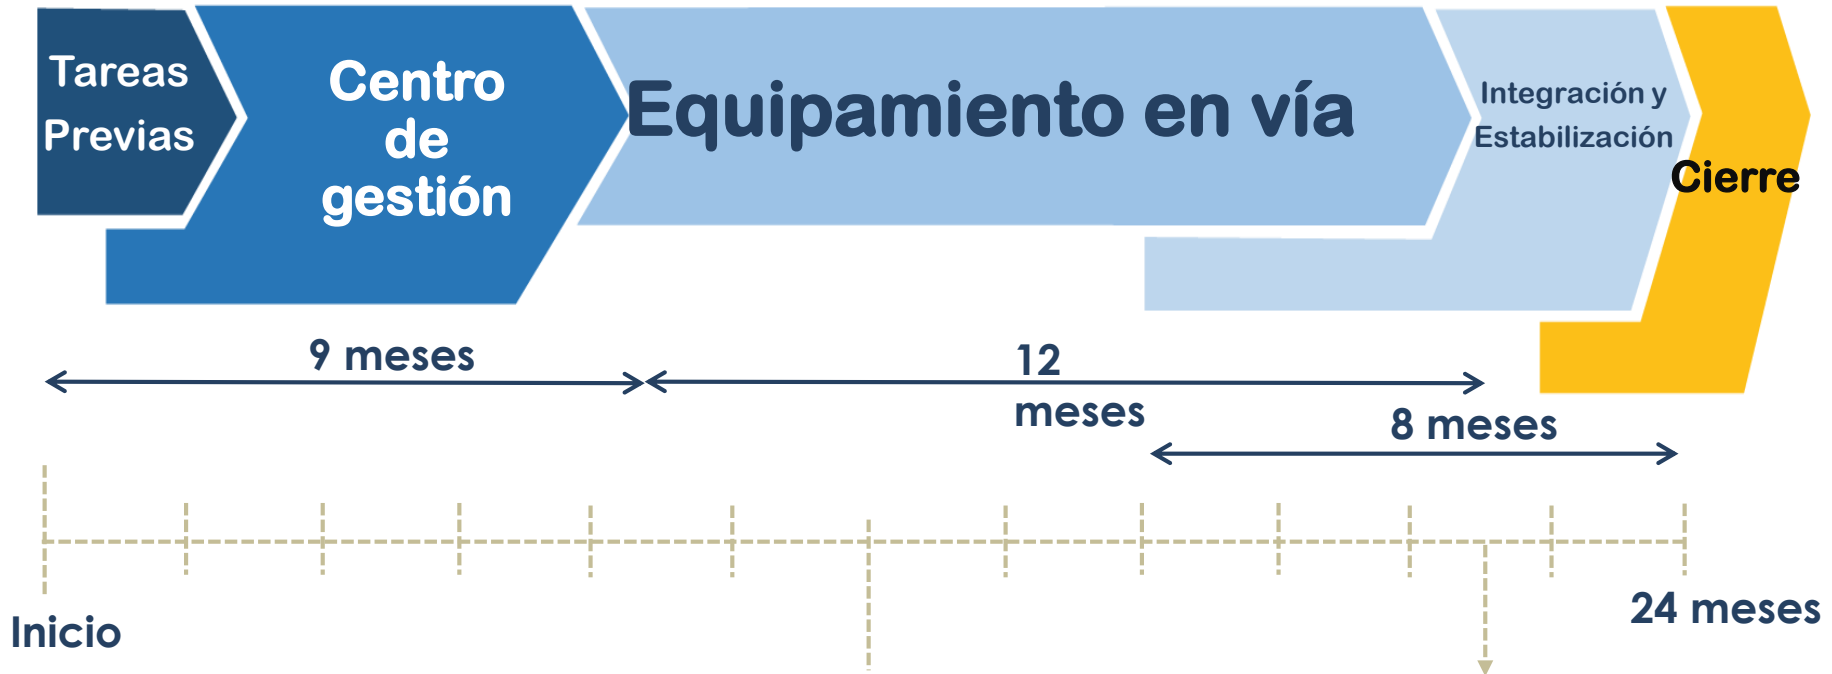 Tareas
Previas
Centro
de
gestión
Equipamiento en vía
Integración y
Estabilización
Cierre
9 meses
12
meses
8 meses
Inicio
24 meses